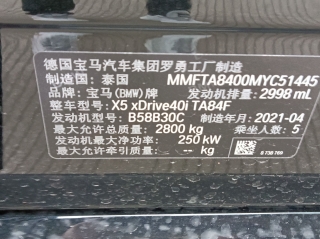 德国宝马汽车集团罗勇工厂制造
制造国：泰国 MMFTA8400MYC51445
品牌：宝马(BMW)牌 发动机排量：2998 mL
整车型号：X5 xDrive40i TA84F
发动机型号：B58B30C 制造年月：2021-04
最大允许总质量：2800 kg 乘坐人数：5
发动机最大净功率：250 kW
最大允许牵引质量：-- kg